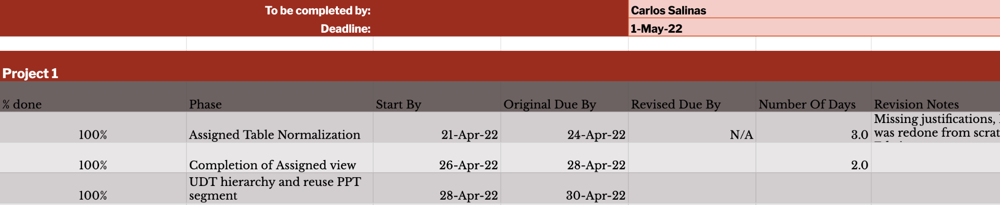 To be completed by: Carlos Salinas
Deadline: 1-May-22
Project 1
% done Phase Start By Original Due By Revised Due By Number Of Days Revision Notes
Missing justifications,
100% Assigned Table Normalization 21-Apr-22 24-Apr-22 N/A 3.0 was redone from
100% Completion of Assigned view 26-Apr-22 28-Apr-22 2.0
UDT hierarchy and reuse PPT
100% segment 28-Apr-22 30-Apr-22